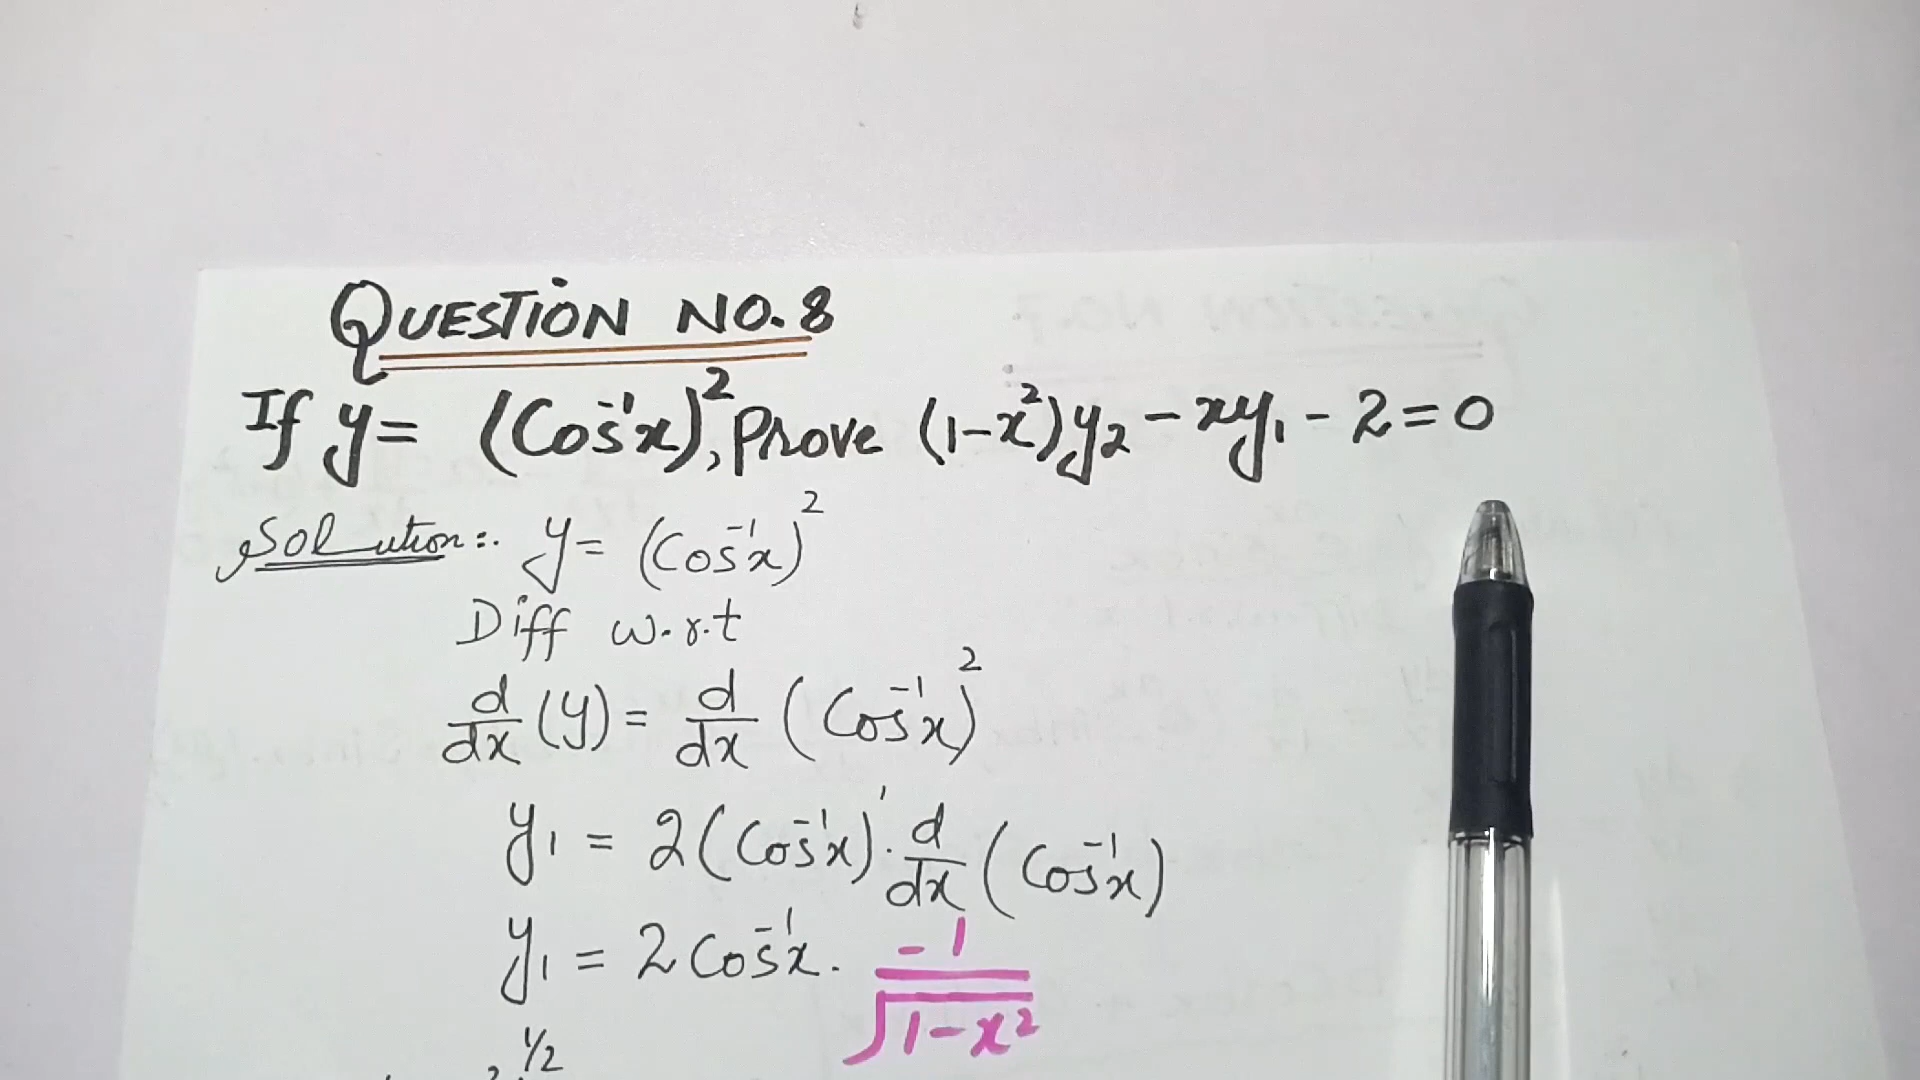 QUESTION NO. 8
If y = (Cos⁻¹x)², Prove (1-x²)y₂ - xy₁ - 2 = 0
Solution:. y = (Cos⁻¹x)²
Diff w.r.t
d/dx (y) = d/dx (Cos⁻¹x)²
y₁ = 2(Cos⁻¹x)¹. d/dx (Cos⁻¹x)
y₁ = 2 Cos⁻¹x. -1/√1-x²
1/2